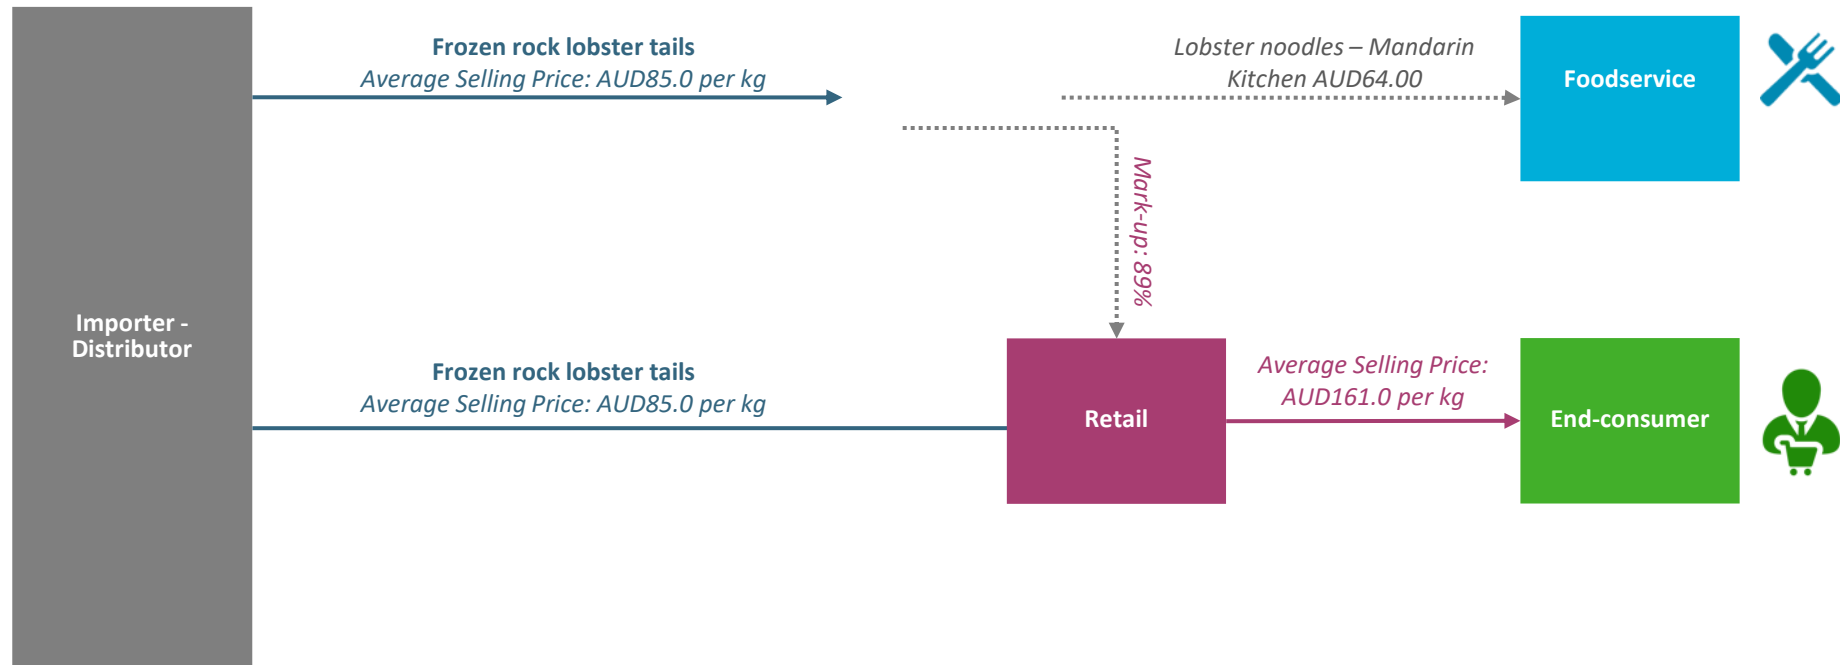 Frozen rock lobster tails
Average Selling Price: AUD85.0 per kg
Lobster noodles – Mandarin
Kitchen AUD64.00
Foodservice
Mark-up: 89%
Importer -
Distributor
Frozen rock lobster tails
Average Selling Price: AUD85.0 per kg
Retail
Average Selling Price:
AUD161.0 per kg
End-consumer